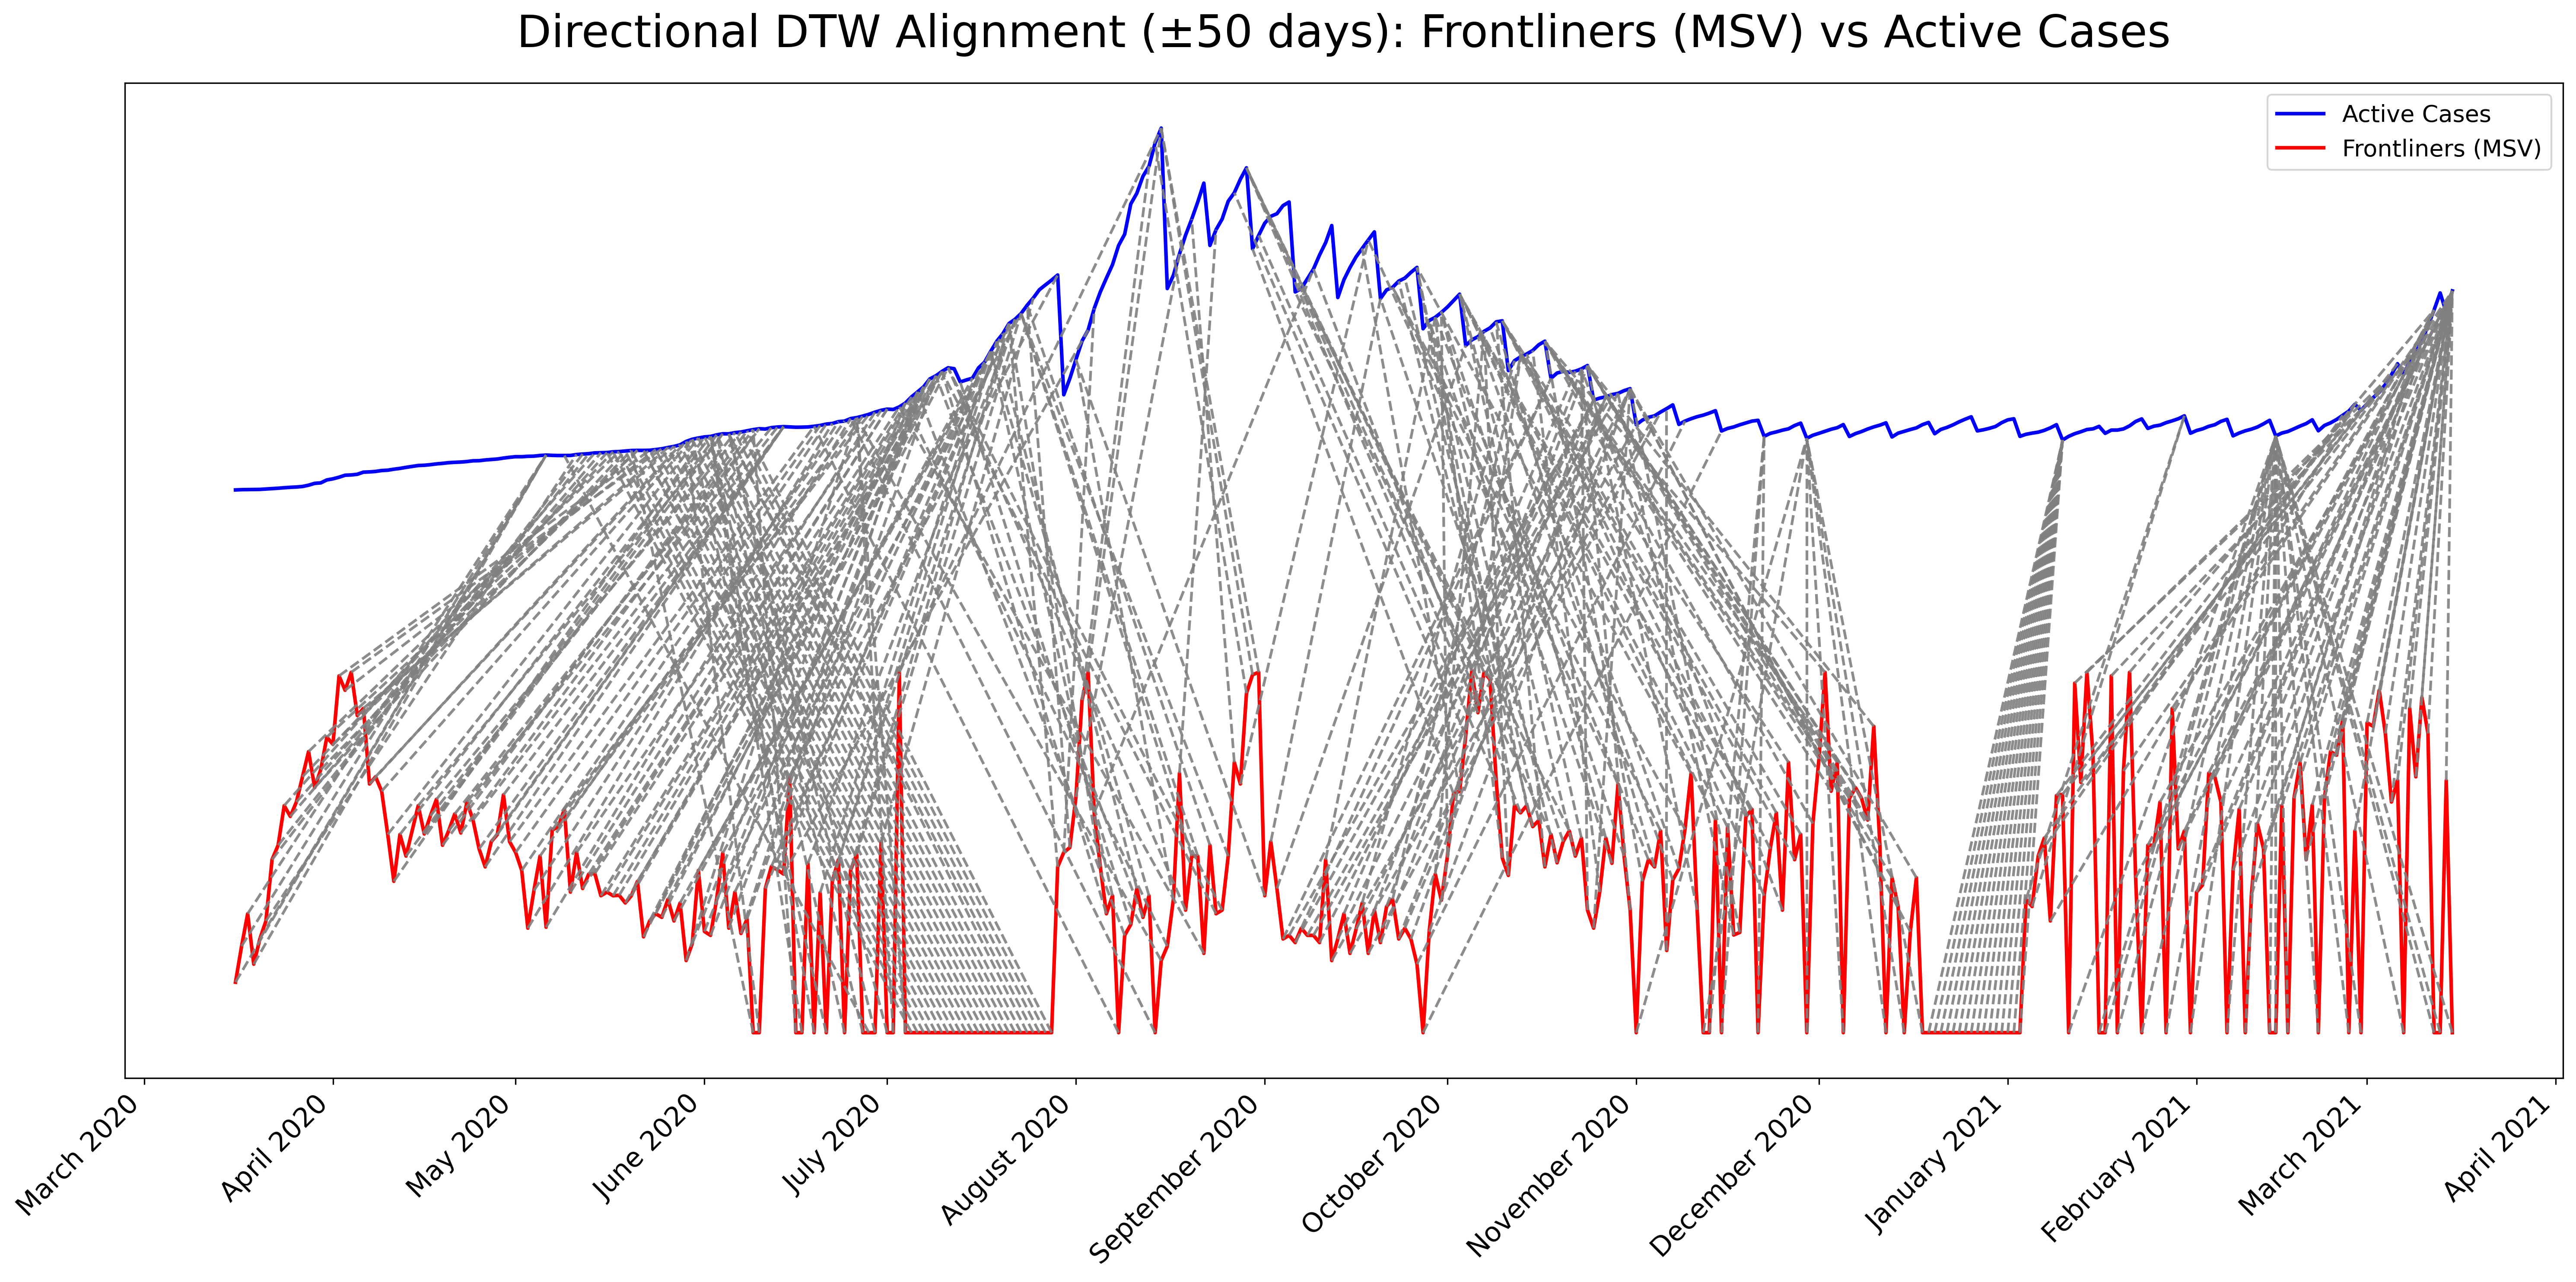 Directional DTW Alignment (±50 days): Frontliners (MSV) vs Active Cases
Active Cases
Frontliners (MSV)
March 2020
April 2020
May 2020
June 2020
July 2020
August 2020
September 2020
October 2020
November 2020
December 2020
January 2021
February 2021
March 2021
April 2021